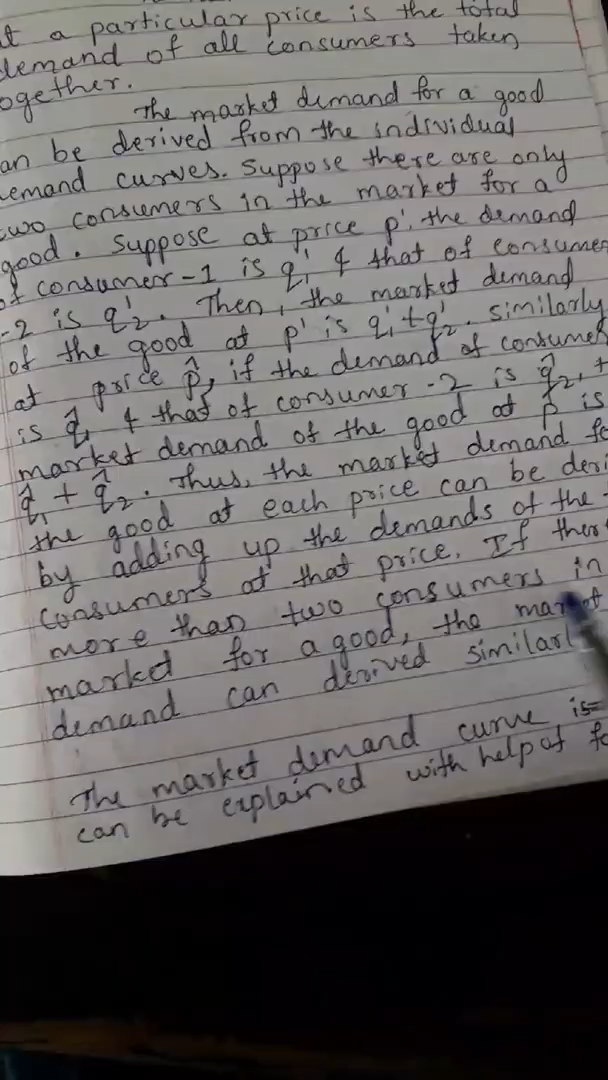 t a particular price is the total
demand of all consumers taken
ogether.
The market demand for a good
an be derived from the individual
emand curves. Suppose there are only
two consumers in the market for a
good. Suppose at price p', the demand
of consumer-1 is q₁' & that of consumer
-2 is q₂'. Then, the market demand
of the good at p' is q₁' + q₂'. similarly
at price p̂, if the demand of consumer
is q̂₁ & that of consumer-2 is q̂₂, t
market demand of the good at p̂ is
q̂₁ + q̂₂. Thus, the market demand fo
the good at each price can be deri
by adding up the demands of the
consumers at that price. If ther
more than two consumers in
market for a good, the market
demand can derived similarl
The market demand curve is
can be explained with help of fo